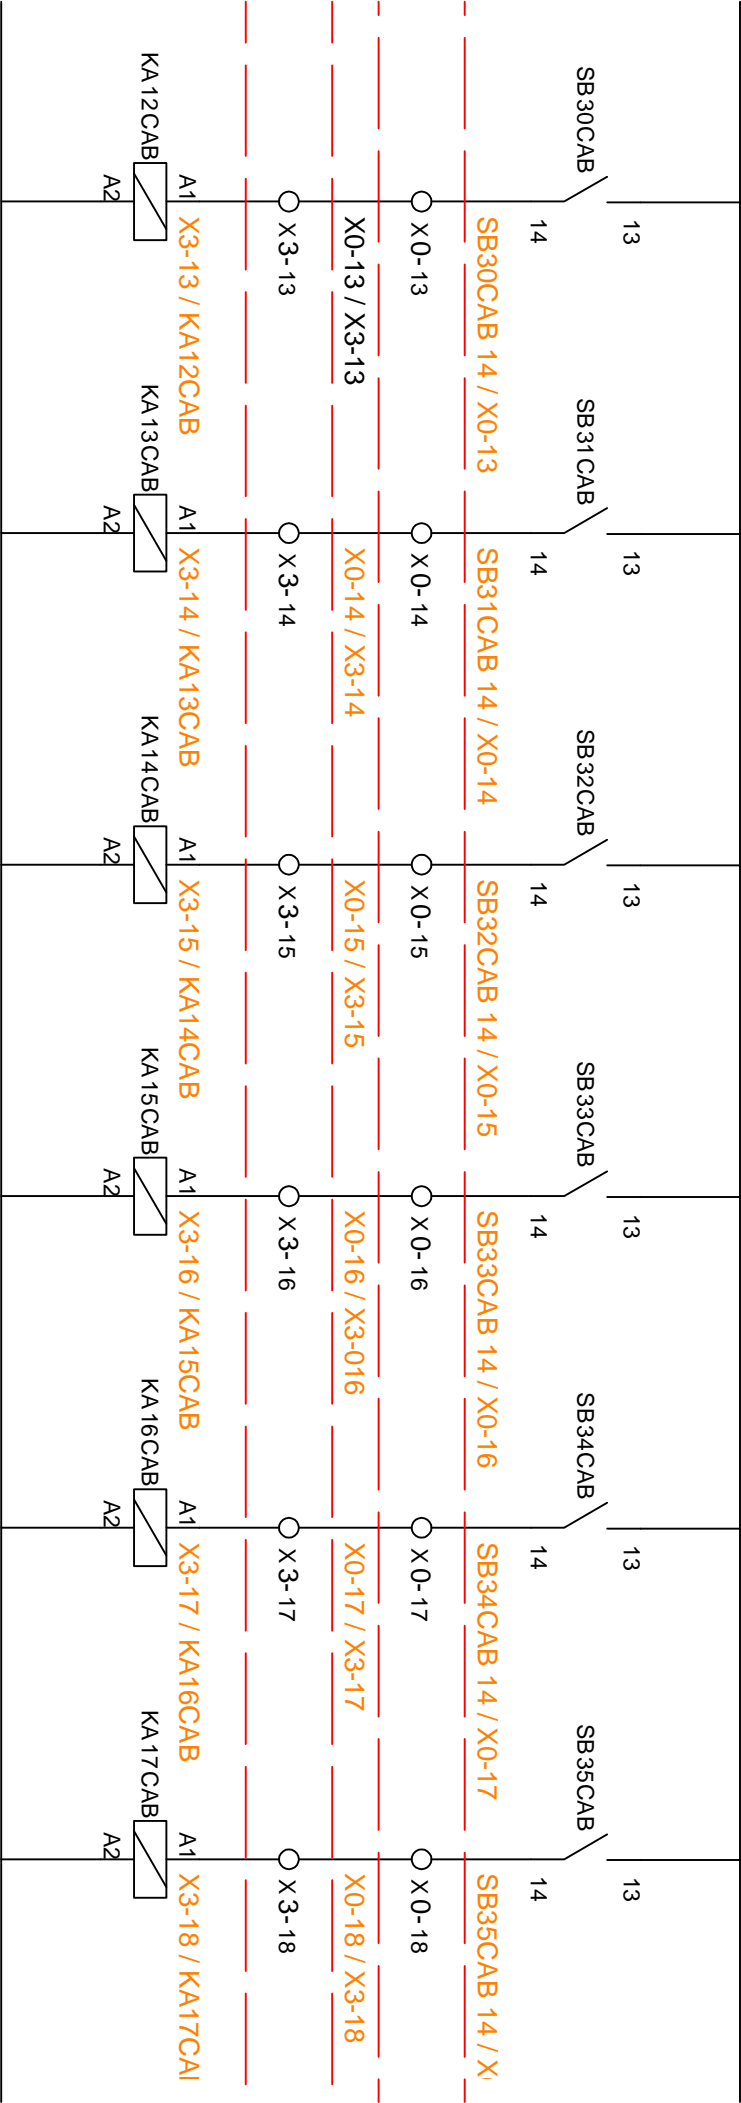 SB30CAB
13
14
SB30CAB 14 / X0-13
X0-13
X0-13 / X3-13
X3-13
A1
X3-13 / KA12CAB
KA12CAB
A2
SB31CAB
13
14
SB31CAB 14 / X0-14
X0-14
X0-14 / X3-14
X3-14
A1
X3-14 / KA13CAB
KA13CAB
A2
SB32CAB
13
14
SB32CAB 14 / X0-15
X0-15
X0-15 / X3-15
X3-15
A1
X3-15 / KA14CAB
KA14CAB
A2
SB33CAB
13
14
SB33CAB 14 / X0-16
X0-16
X0-16 / X3-016
X3-16
A1
X3-16 / KA15CAB
KA15CAB
A2
SB34CAB
13
14
SB34CAB 14 / X0-17
X0-17
X0-17 / X3-17
X3-17
A1
X3-17 / KA16CAB
KA16CAB
A2
SB35CAB
13
14
SB35CAB 14 /
X0-18
X0-18 / X3-18
X3-18
A1
X3-18 /
KA17CAB
A2